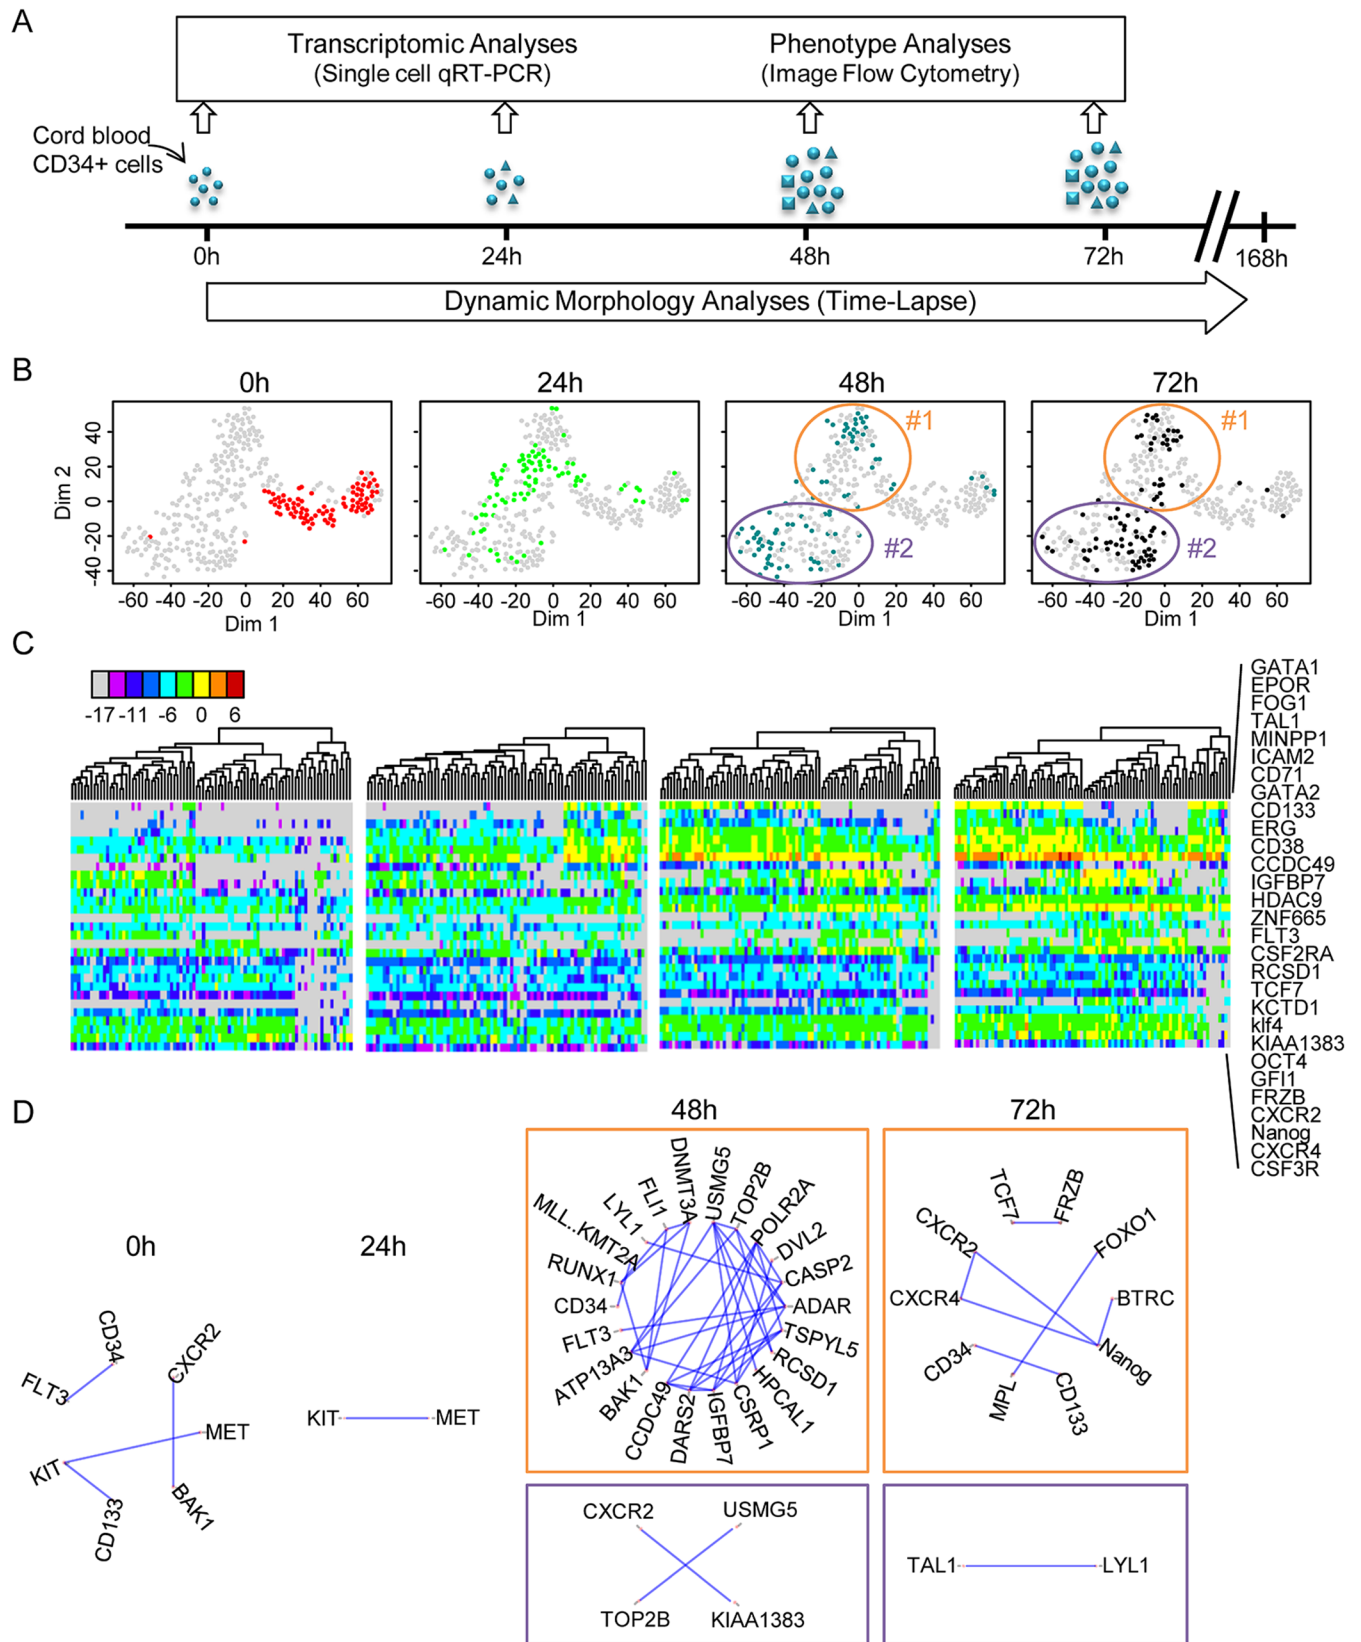 A
Transcriptomic Analyses
(Single cell qRT-PCR)
Phenotype Analyses
(Image Flow Cytometry)
Cord blood
CD34+ cells
0h
24h
48h
72h
168h
Dynamic Morphology Analyses (Time-Lapse)
B
0h
24h
48h
72h
Dim 2
40
20
0
-20
-40
#1
#2
#1
#2
-60 -40 -20 0 20 40 60
-60 -40 -20 0 20 40 60
-60 -40 -20 0 20 40 60
-60 -40 -20 0 20 40 60
Dim 1
Dim 1
Dim 1
Dim 1
C
-17 -11 -6 0 6
GATA1
EPOR
FOG1
TAL1
MINPP1
ICAM2
CD71
GATA2
CD133
ERG
CD38
CCDC49
IGFBP7
HDAC9
ZNF665
FLT3
CSF2RA
RCSD1
TCF7
KCTD1
klf4
KIAA1383
OCT4
GFI1
FRZB
CXCR2
Nanog
CXCR4
CSF3R
D
0h
CD34
FLT3
CXCR2
MET
KIT
CD133
BAK1
24h
KIT
MET
48h
DNMT3A
USMG5
TOP2B
POLR2A
DVL2
CASP2
ADAR
TSPYL5
RCSD1
HPCAL1
CSRP1
IGFBP7
DARS2
CCDC49
BAK1
ATP13A3
FLT3
CD34
RUNX1
MLL..KMT2A
LYL1
FLI1
72h
TCF7
FRZB
CXCR2
FOXO1
CXCR4
BTRC
CD34
Nanog
MPL
CD133
CXCR2
USMG5
TOP2B
KIAA1383
TAL1
LYL1